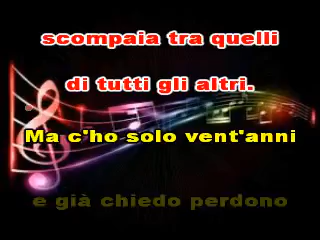 scompaia tra quelli
di tutti gli altri.
Ma c'ho solo vent'anni
e già chiedo perdono